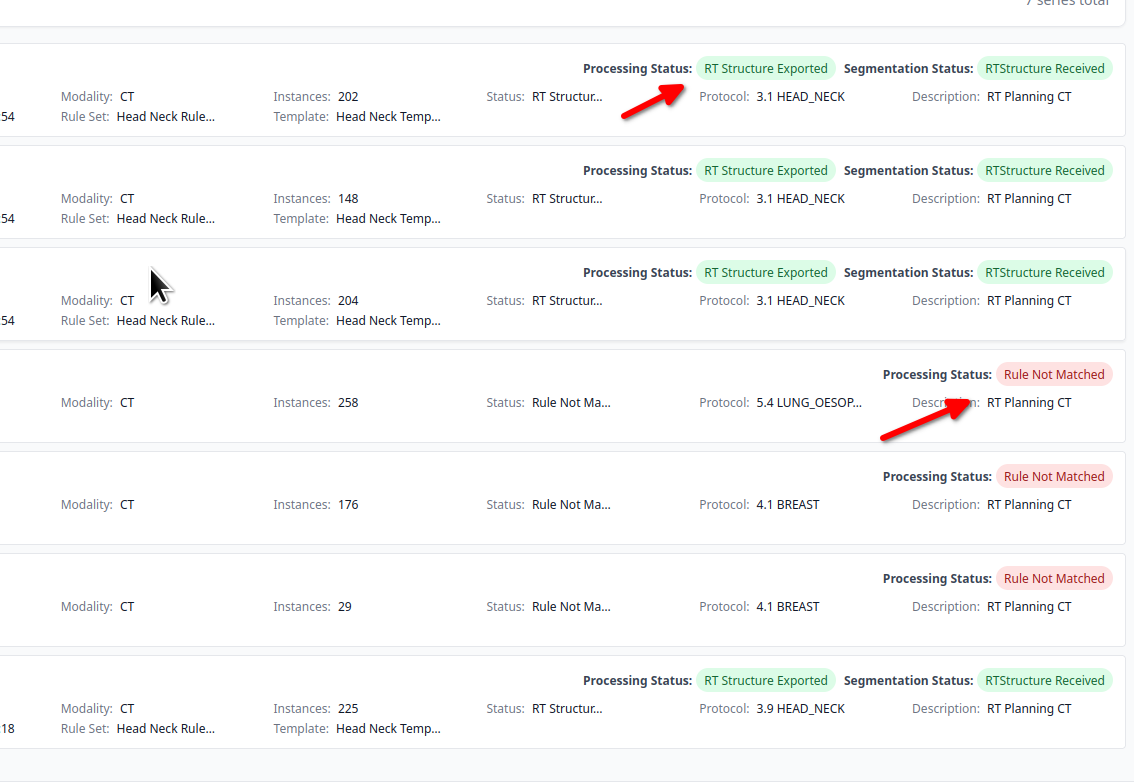 7 series total
Processing Status: RT Structure Exported Segmentation Status: RTStructure Received
Modality: CT Instances: 202 Status: RT Structur... Protocol: 3.1 HEAD_NECK Description: RT Planning CT
:54 Rule Set: Head Neck Rule... Template: Head Neck Temp...
Processing Status: RT Structure Exported Segmentation Status: RTStructure Received
Modality: CT Instances: 148 Status: RT Structur... Protocol: 3.1 HEAD_NECK Description: RT Planning CT
:54 Rule Set: Head Neck Rule... Template: Head Neck Temp...
Processing Status: RT Structure Exported Segmentation Status: RTStructure Received
Modality: CT Instances: 204 Status: RT Structur... Protocol: 3.1 HEAD_NECK Description: RT Planning CT
:54 Rule Set: Head Neck Rule... Template: Head Neck Temp...
Processing Status: Rule Not Matched
Modality: CT Instances: 258 Status: Rule Not Ma... Protocol: 5.4 LUNG_OESOP... Description: RT Planning CT
Processing Status: Rule Not Matched
Modality: CT Instances: 176 Status: Rule Not Ma... Protocol: 4.1 BREAST Description: RT Planning CT
Processing Status: Rule Not Matched
Modality: CT Instances: 29 Status: Rule Not Ma... Protocol: 4.1 BREAST Description: RT Planning CT
Processing Status: RT Structure Exported Segmentation Status: RTStructure Received
Modality: CT Instances: 225 Status: RT Structur... Protocol: 3.9 HEAD_NECK Description: RT Planning CT
:18 Rule Set: Head Neck Rule... Template: Head Neck Temp...